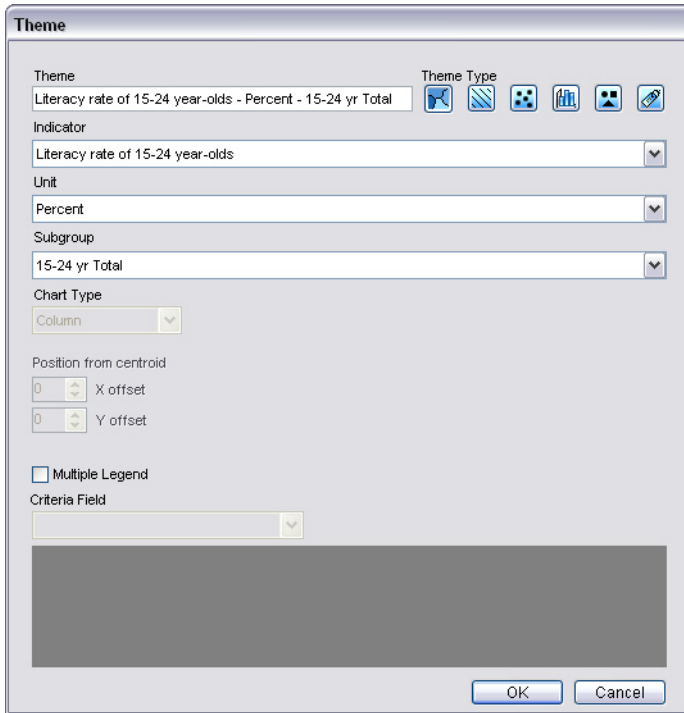 Theme
Theme Theme Type
Literacy rate of 15-24 year-olds - Percent - 15-24 yr Total
Indicator
Literacy rate of 15-24 year-olds
Unit
Percent
Subgroup
15-24 yr Total
Chart Type
Column
Position from centroid
0 X offset
0 Y offset
Multiple Legend
Criteria Field
OK Cancel